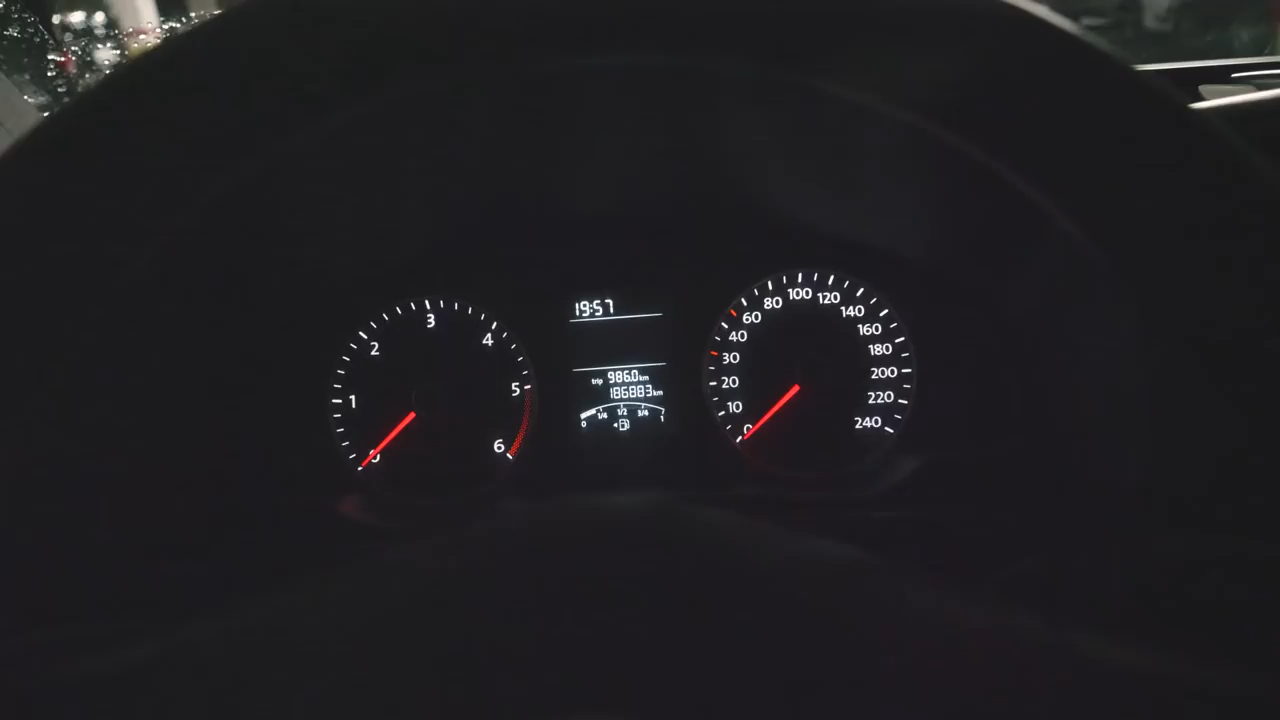 0 1 2 3 4 5 6
19:57
trip 986.0 km
186883 km
0 1/4 1/2 3/4 1
0 10 20 30 40 60 80 100 120 140 160 180 200 220 240